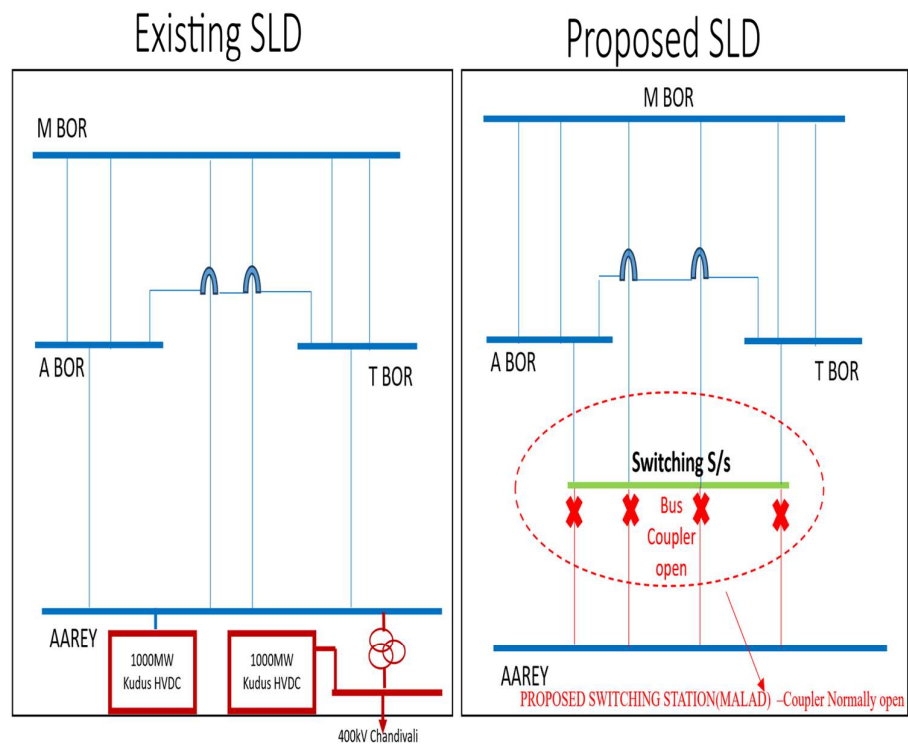 Existing SLD
M BOR
A BOR
T BOR
AAREY
1000MW
Kudus HVDC
1000MW
Kudus HVDC
400kV Chandivali
Proposed SLD
M BOR
A BOR
T BOR
Switching S/s
Bus
Coupler
open
AAREY
PROPOSED SWITCHING STATION(MALAD) –Coupler Normally open